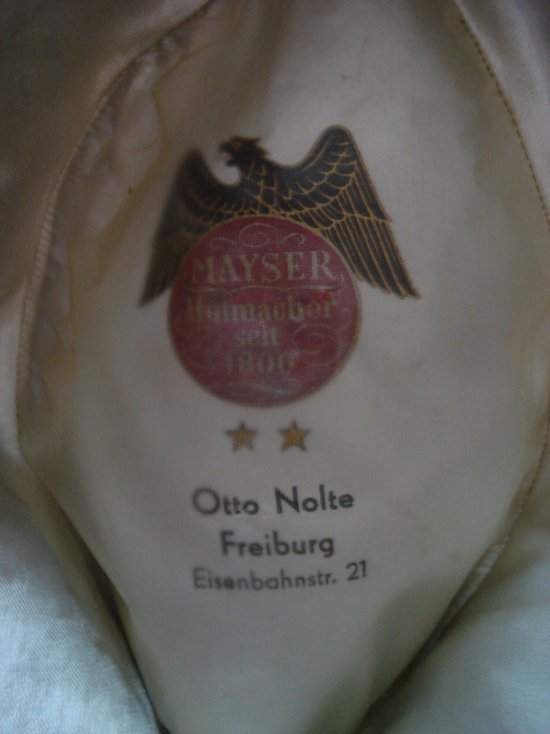 MAYSER
Hutmacher
seit
1800
Otto Nolte
Freiburg
Eisenbahnstr. 21